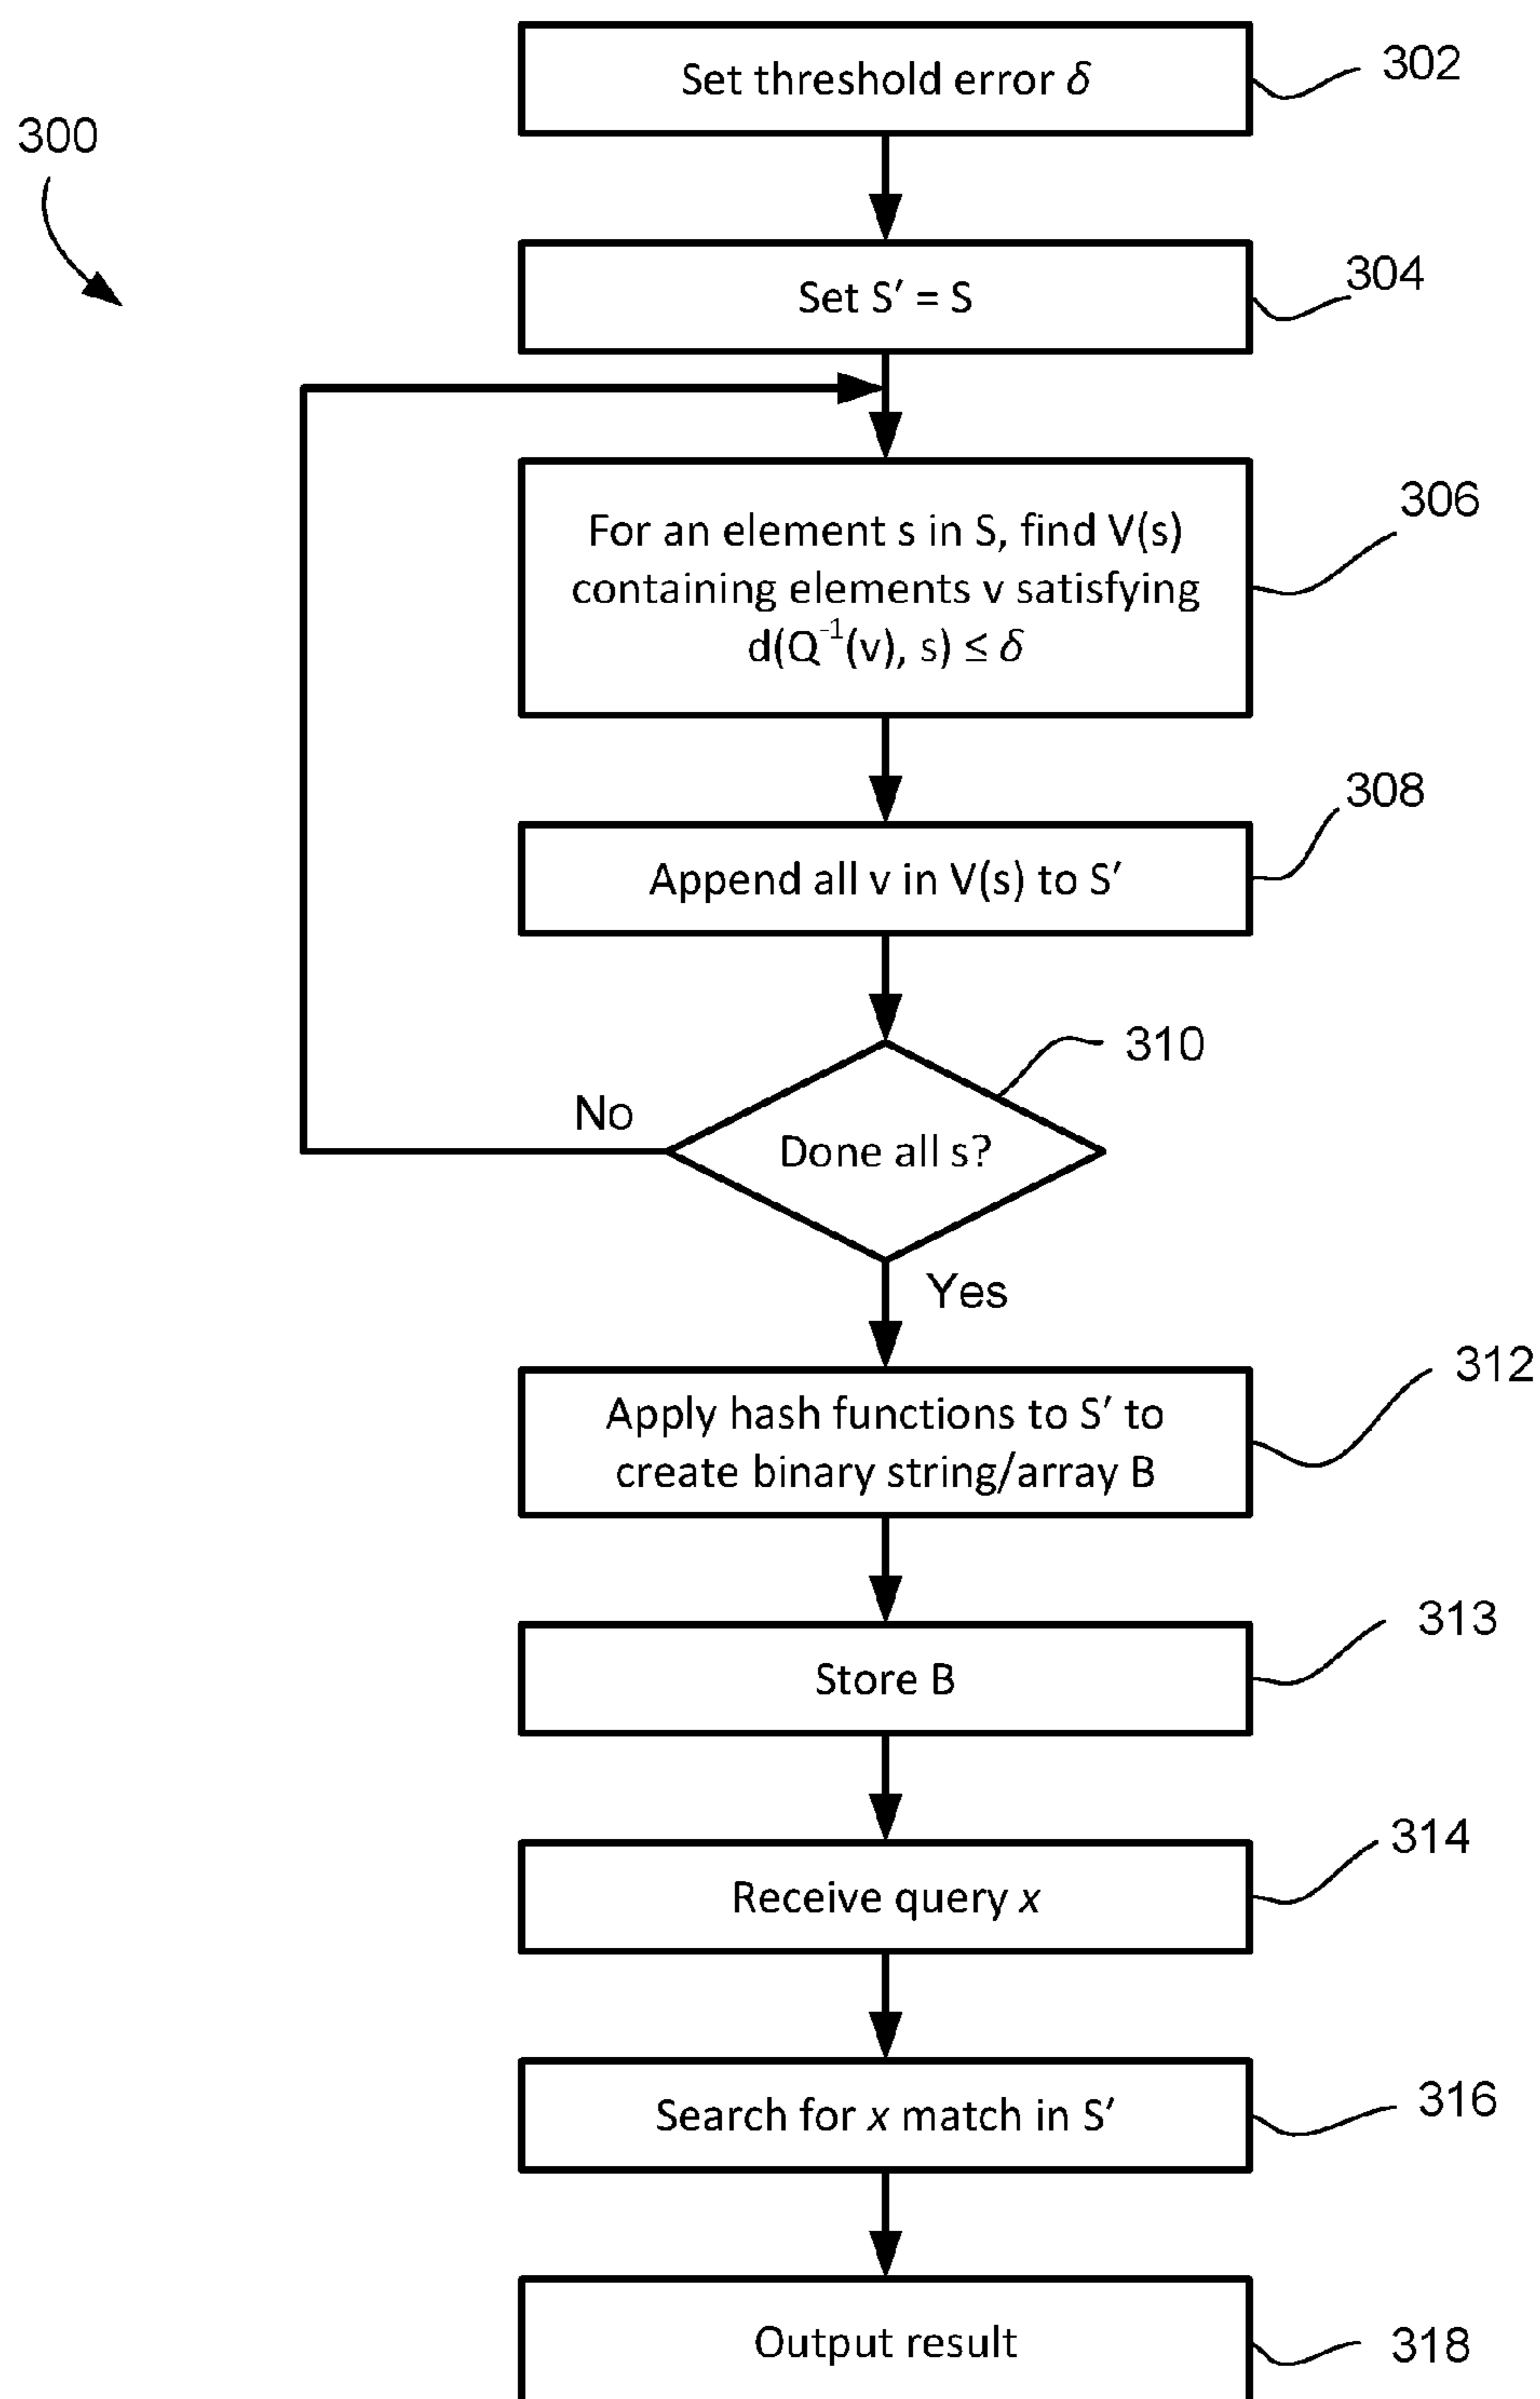 Set threshold error δ
302
300
Set S′ = S
304
For an element s in S, find V(s)
containing elements v satisfying
d(Q⁻¹(v), s) ≤ δ
306
Append all v in V(s) to S′
308
310
No
Done all s?
Yes
Apply hash functions to S′ to
create binary string/array B
312
Store B
313
Receive query x
314
Search for x match in S′
316
Output result
318